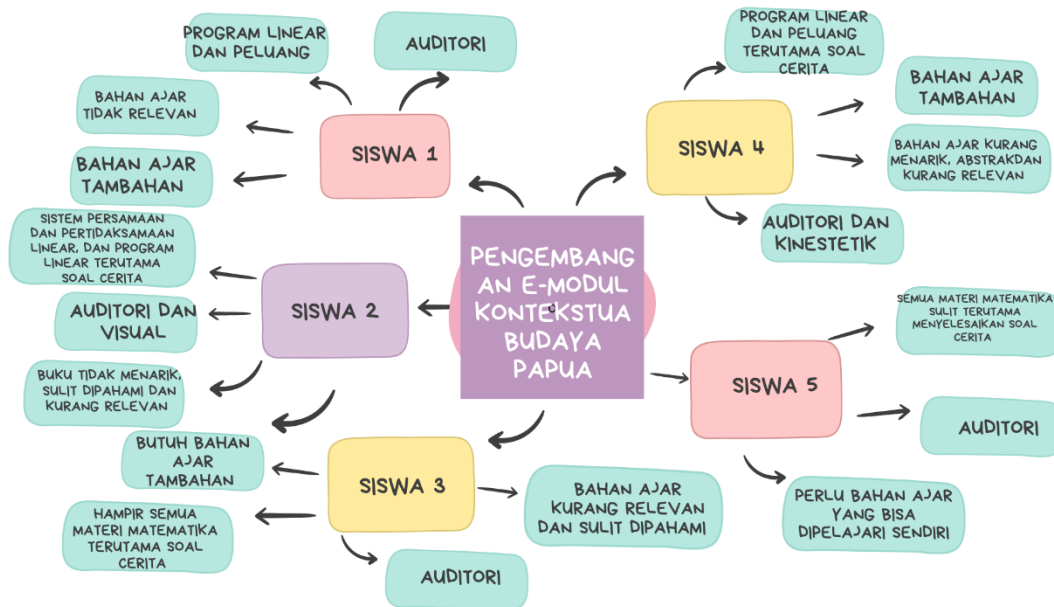 PROGRAM LINEAR
DAN PELUANG
AUDITORI
BAHAN AJAR
TIDAK RELEVAN
SISWA 1
BAHAN AJAR
TAMBAHAN
SISTEM PERSAMAAN
DAN PERTIDAKSAMAAN
LINEAR, DAN PROGRAM
LINEAR TERUTAMA
SOAL CERITA
SISWA 2
AUDITORI DAN
VISUAL
BUKU TIDAK MENARIK,
SULIT DIPAHAMI DAN
KURANG RELEVAN
BUTUH BAHAN
AJAR
TAMBAHAN
SISWA 3
HAMPIR SEMUA
MATERI MATEMATIKA
TERUTAMA SOAL
CERITA
AUDITORI
BAHAN AJAR
KURANG RELEVAN
DAN SULIT DIPAHAMI
PENGEMBANG
AN E-MODUL
KONTEKSTUA
BUDAYA
PAPUA
PROGRAM LINEAR
DAN PELUANG
TERUTAMA SOAL
CERITA
SISWA 4
BAHAN AJAR
TAMBAHAN
BAHAN AJAR KURANG
MENARIK, ABSTRAKDAN
KURANG RELEVAN
AUDITORI DAN
KINESTETIK
SEMUA MATERI MATEMATIKA
SULIT TERUTAMA
MENYELESAIKAN SOAL
CERITA
SISWA 5
AUDITORI
PERLU BAHAN AJAR
YANG BISA
DIPELAJARI SENDIRI